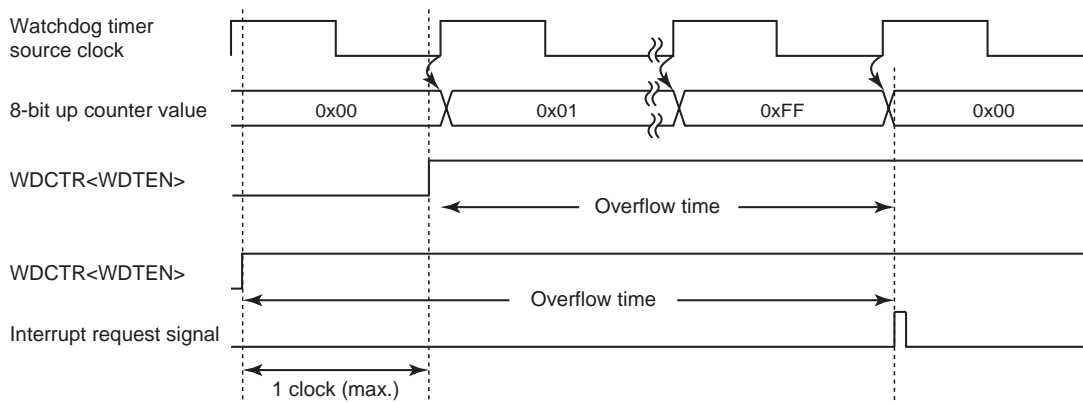 Watchdog timer
source clock
8-bit up counter value
0x00
0x01
0xFF
0x00
WDCTR<WDTEN>
Overflow time
WDCTR<WDTEN>
Overflow time
Interrupt request signal
1 clock (max.)